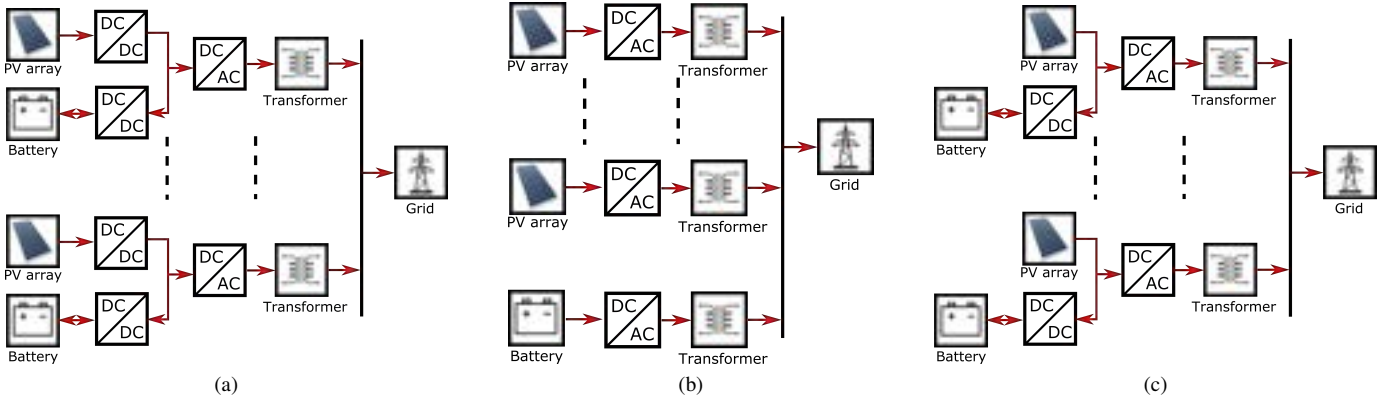 DC
DC
PV array
DC
DC
Battery
DC
AC
Transformer
PV array
DC
DC
Battery
DC
DC
DC
AC
Transformer
Grid
(a)
DC
AC
PV array
Transformer
DC
AC
PV array
Transformer
DC
AC
Battery
Transformer
Grid
(b)
PV array
DC
DC
Battery
DC
AC
Transformer
PV array
DC
DC
Battery
DC
AC
Transformer
Grid
(c)